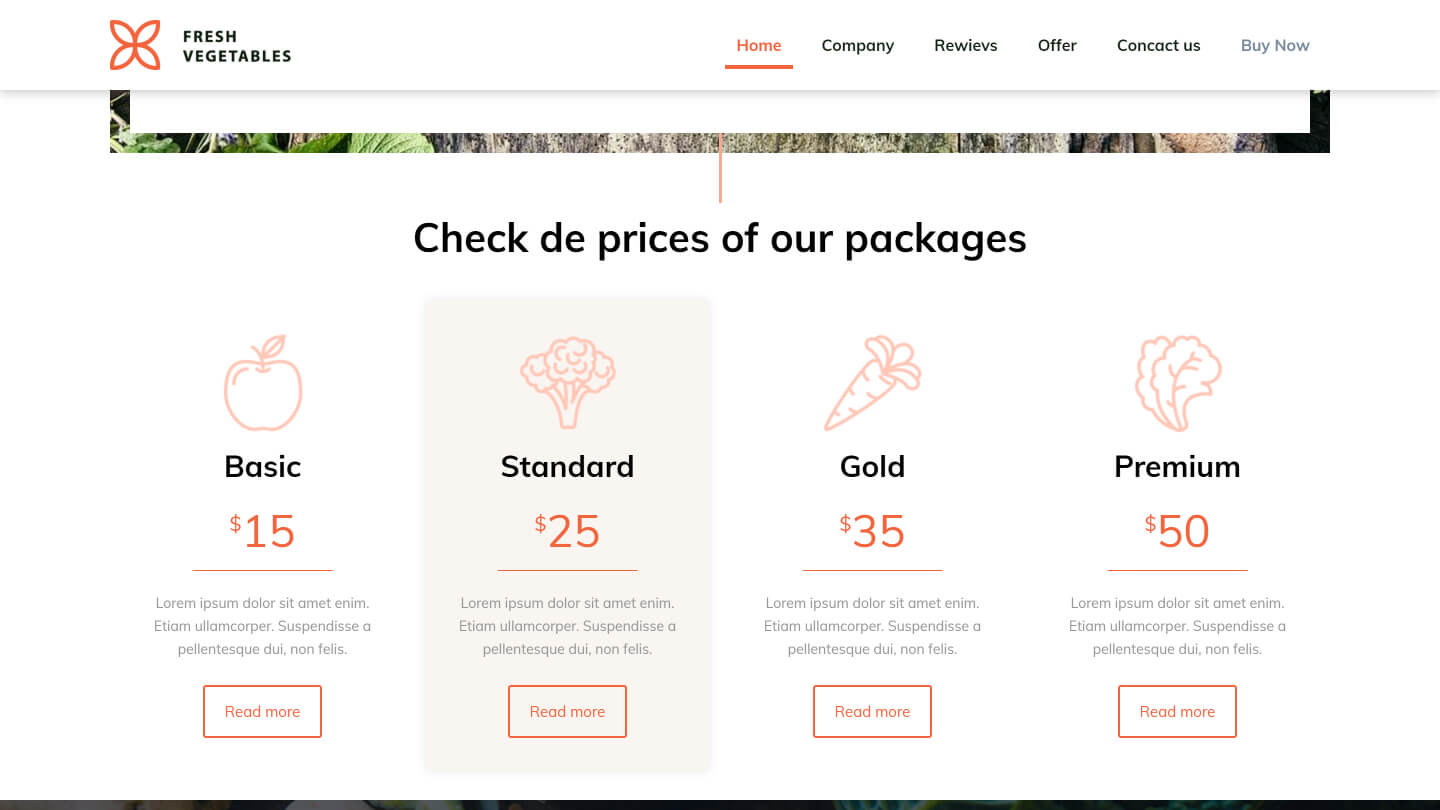 FRESH
VEGETABLES
Home Company Rewievs Offer Concact us Buy Now
Check de prices of our packages
Basic
$15
Lorem ipsum dolor sit amet enim.
Etiam ullamcorper. Suspendisse a
pellentesque dui, non felis.
Read more
Standard
$25
Lorem ipsum dolor sit amet enim.
Etiam ullamcorper. Suspendisse a
pellentesque dui, non felis.
Read more
Gold
$35
Lorem ipsum dolor sit amet enim.
Etiam ullamcorper. Suspendisse a
pellentesque dui, non felis.
Read more
Premium
$50
Lorem ipsum dolor sit amet enim.
Etiam ullamcorper. Suspendisse a
pellentesque dui, non felis.
Read more